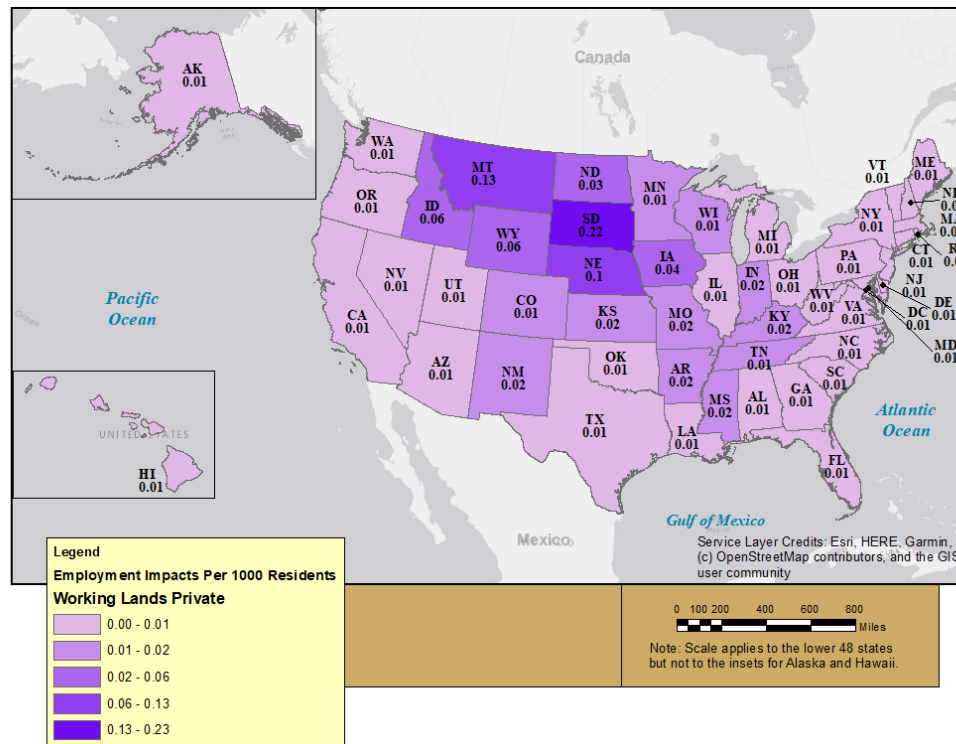 Canada
AK
0.01
WA
0.01
MT
0.13
ND
0.03
MN
0.01
VT
0.01
ME
0.01
OR
0.01
ID
0.06
WY
0.06
SD
0.22
WI
0.01
MI
0.01
NY
0.01
CT
0.01
NE
0.1
IA
0.04
PA
0.01
NJ
0.01
NV
0.01
UT
0.01
CO
0.01
KS
0.02
MO
0.02
IL
0.01
IN
0.02
OH
0.01
WV
0.01
VA
0.01
DE
0.01
DC
0.01
MD
0.01
KY
0.02
CA
0.01
AZ
0.01
NM
0.02
OK
0.01
AR
0.02
TN
0.01
NC
0.01
SC
0.01
MS
0.02
AL
0.01
GA
0.01
TX
0.01
LA
0.01
FL
0.01
Pacific
Ocean
Atlantic
Ocean
UNITED STATES
HI
0.01
Gulf of Mexico
Mexico
Service Layer Credits: Esri, HERE, Garmin,
(c) OpenStreetMap contributors, and the GIS
user community
Legend
Employment Impacts Per 1000 Residents
Working Lands Private
0.00 - 0.01
0.01 - 0.02
0.02 - 0.06
0.06 - 0.13
0.13 - 0.23
0 100 200 400 600 800
Miles
Note: Scale applies to the lower 48 states
but not to the insets for Alaska and Hawaii.